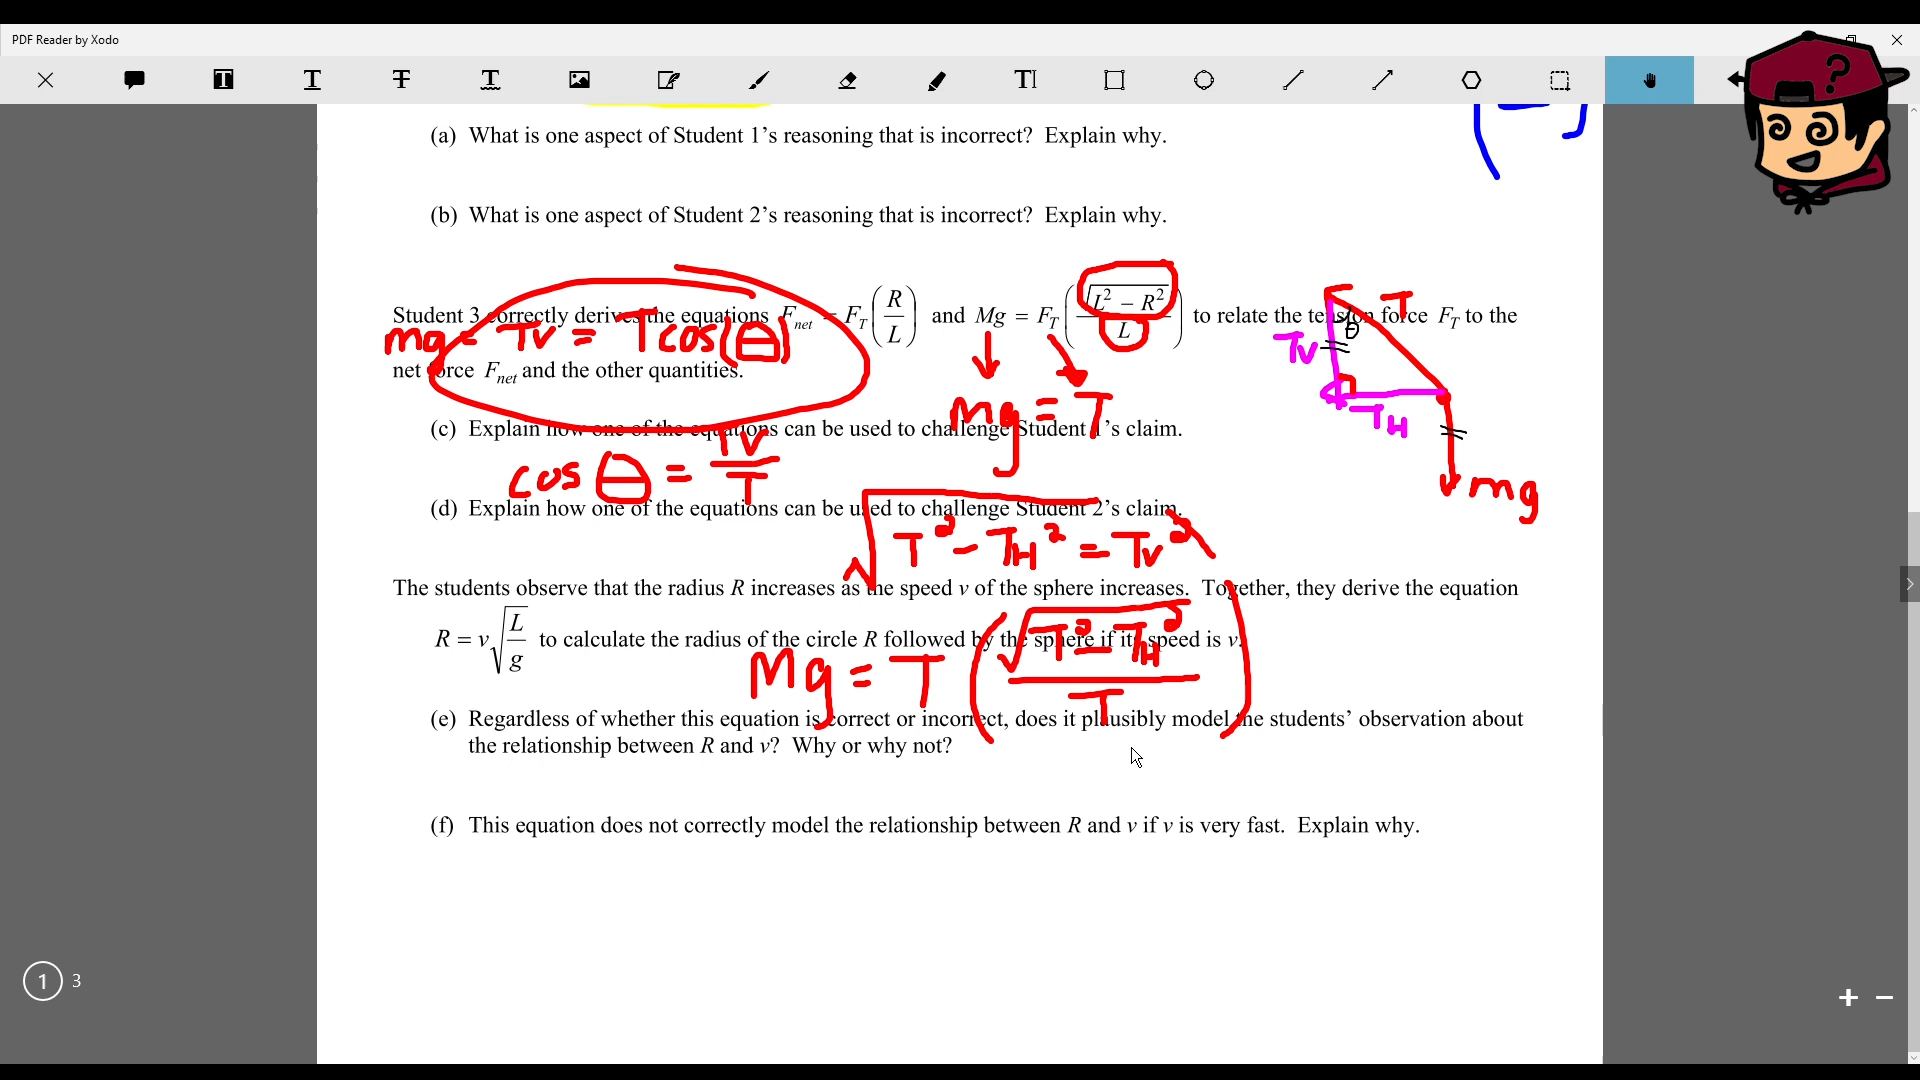 PDF Reader by Xodo
(a) What is one aspect of Student 1’s reasoning that is incorrect? Explain why.
(b) What is one aspect of Student 2’s reasoning that is incorrect? Explain why.
Student 3 correctly derives the equations F_net = F_T (R/L) and Mg = F_T (√(L² − R²)/L) to relate the tension force F_T to the
mg = Tv = T cos(θ)
net force F_net and the other quantities.
mg = T
(c) Explain how one of the equations can be used to challenge Student 1’s claim.
cos θ = Tv/T
(d) Explain how one of the equations can be used to challenge Student 2’s claim.
√(T² − T_H² = Tv²)
The students observe that the radius R increases as the speed v of the sphere increases. Together, they derive the equation
R = v√(L/g) to calculate the radius of the circle R followed by the sphere if its speed is v.
Mg = T (√(T² − T_H²)/T)
(e) Regardless of whether this equation is correct or incorrect, does it plausibly model the students’ observation about
the relationship between R and v? Why or why not?
(f) This equation does not correctly model the relationship between R and v if v is very fast. Explain why.
T
θ
Tv
T_H
mg
?
1 3